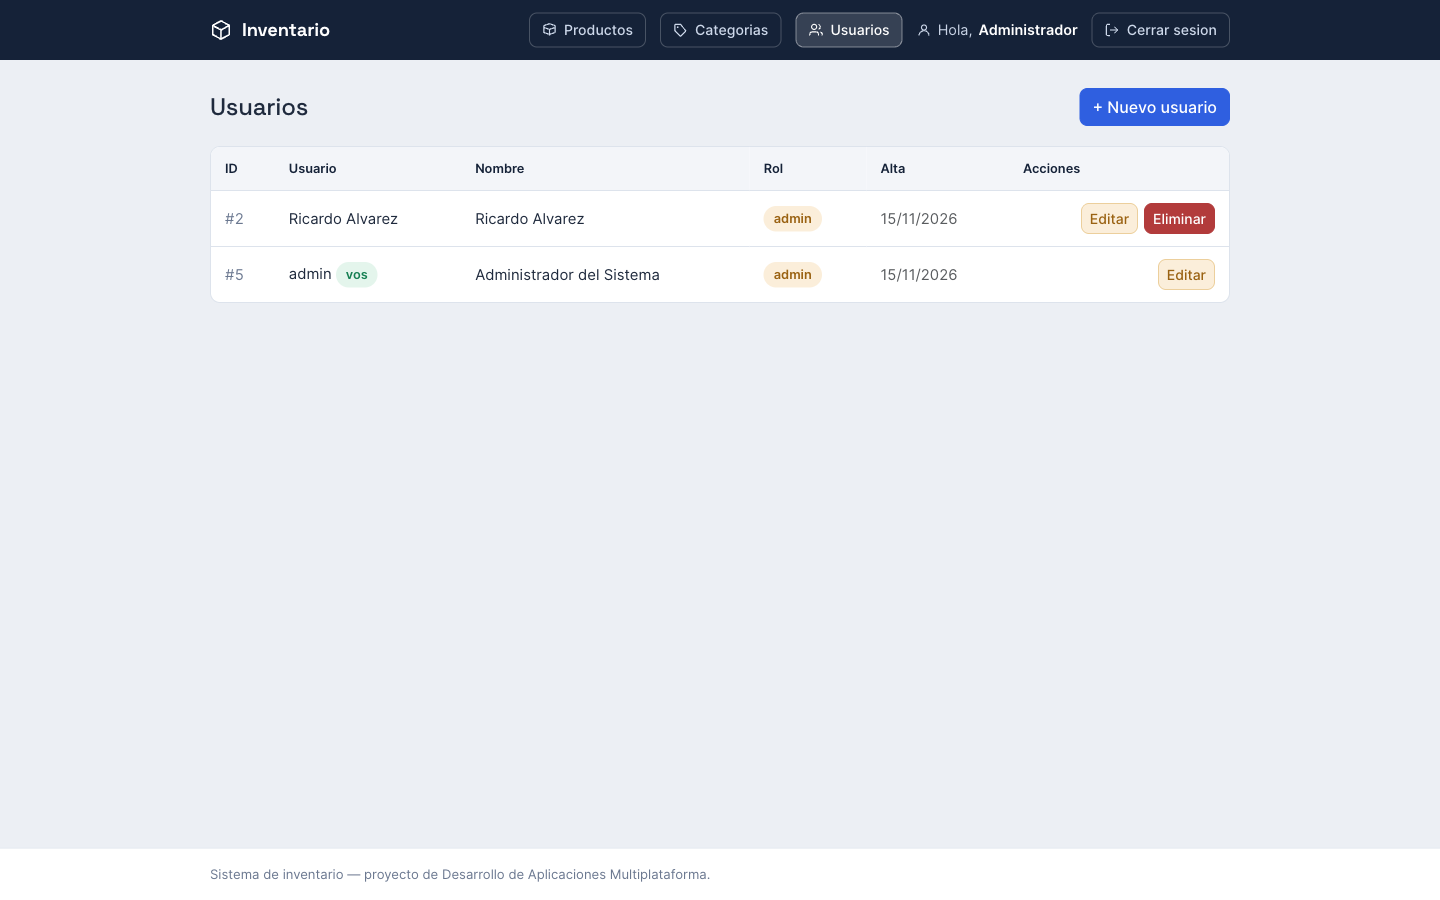 Inventario Productos Categorias Usuarios Hola, Administrador Cerrar sesion
Usuarios + Nuevo usuario
ID Usuario Nombre Rol Alta Acciones
#2 Ricardo Alvarez Ricardo Alvarez admin 15/11/2026 Editar Eliminar
#5 admin vos Administrador del Sistema admin 15/11/2026 Editar
Sistema de inventario — proyecto de Desarrollo de Aplicaciones Multiplataforma.